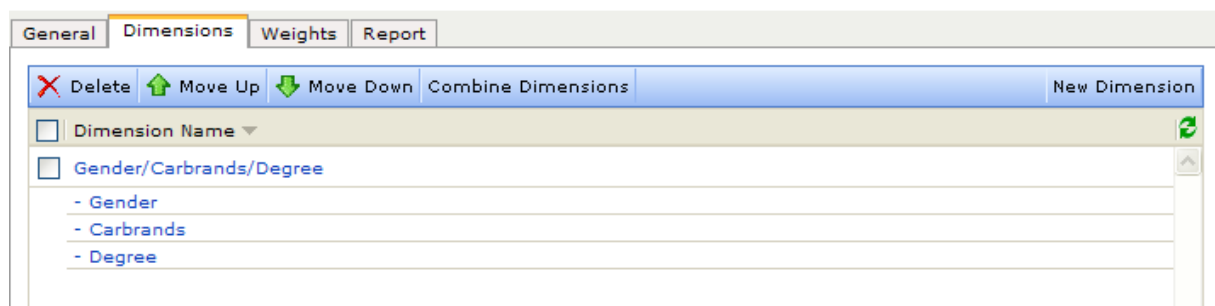 General Dimensions Weights Report
Delete Move Up Move Down Combine Dimensions New Dimension
Dimension Name
Gender/Carbrands/Degree
- Gender
- Carbrands
- Degree